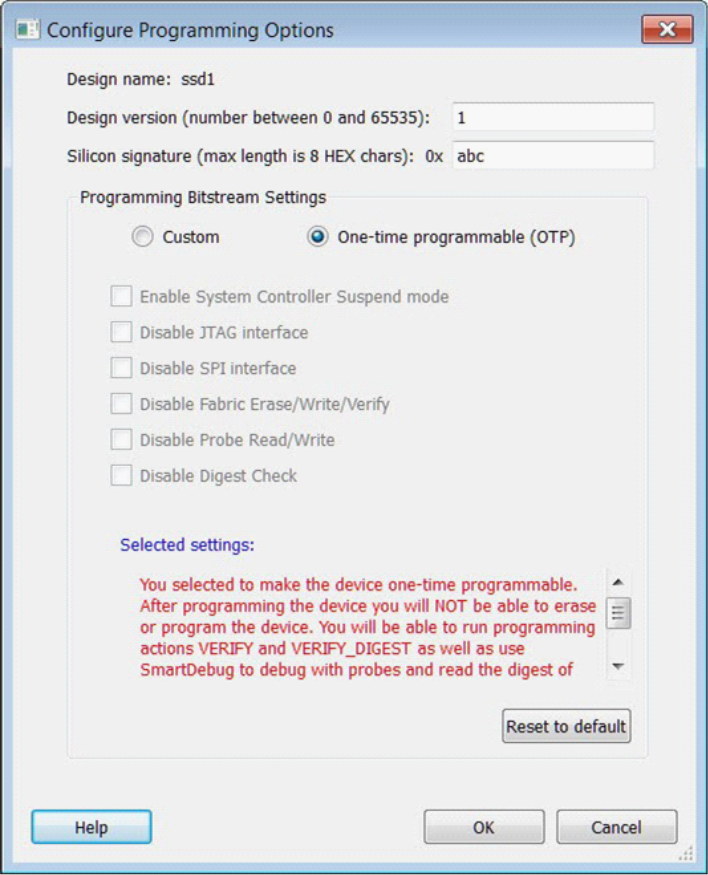 Configure Programming Options
Design name: ssd1
Design version (number between 0 and 65535): 1
Silicon signature (max length is 8 HEX chars): 0x abc
Programming Bitstream Settings
Custom One-time programmable (OTP)
Enable System Controller Suspend mode
Disable JTAG interface
Disable SPI interface
Disable Fabric Erase/Write/Verify
Disable Probe Read/Write
Disable Digest Check
Selected settings:
You selected to make the device one-time programmable.
After programming the device you will NOT be able to erase
or program the device. You will be able to run programming
actions VERIFY and VERIFY_DIGEST as well as use
SmartDebug to debug with probes and read the digest of
Reset to default
Help OK Cancel